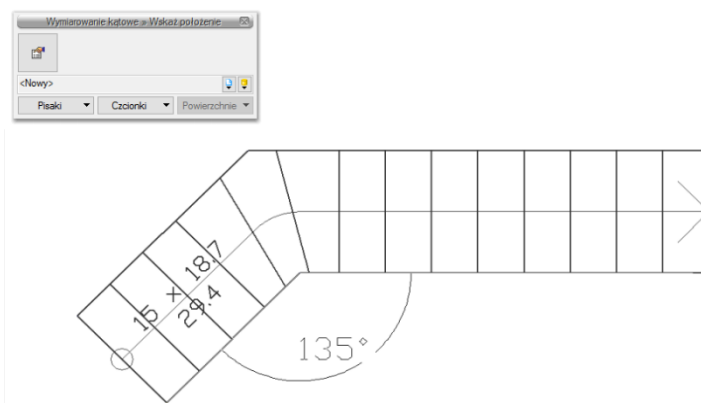 Wymiarowanie kątowe » Wskaż położenie
<Nowy>
Pisaki Czcionki Powierzchnie
15 × 18.7
29.4
135°